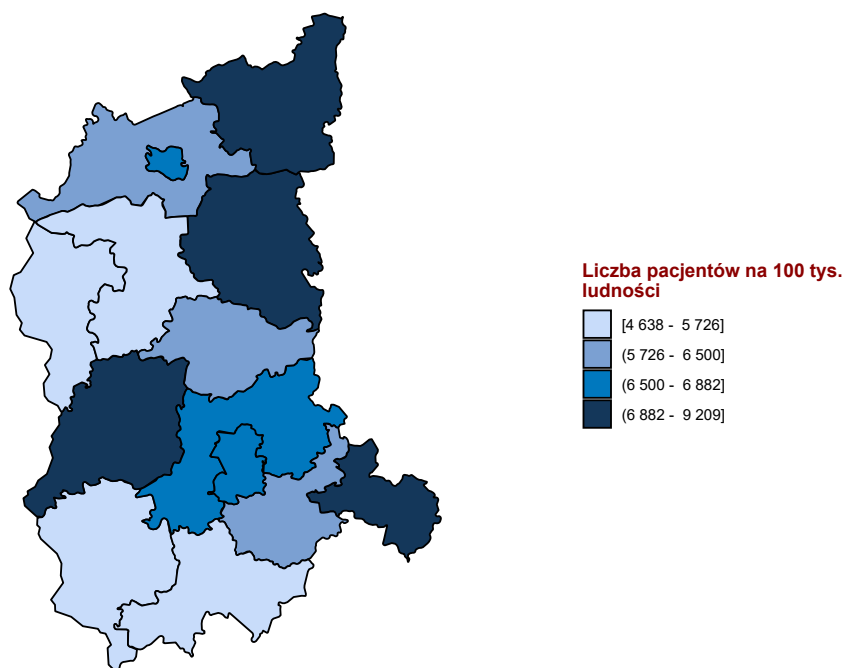 Liczba pacjentów na 100 tys.
ludności
[4 638 - 5 726]
(5 726 - 6 500]
(6 500 - 6 882]
(6 882 - 9 209]